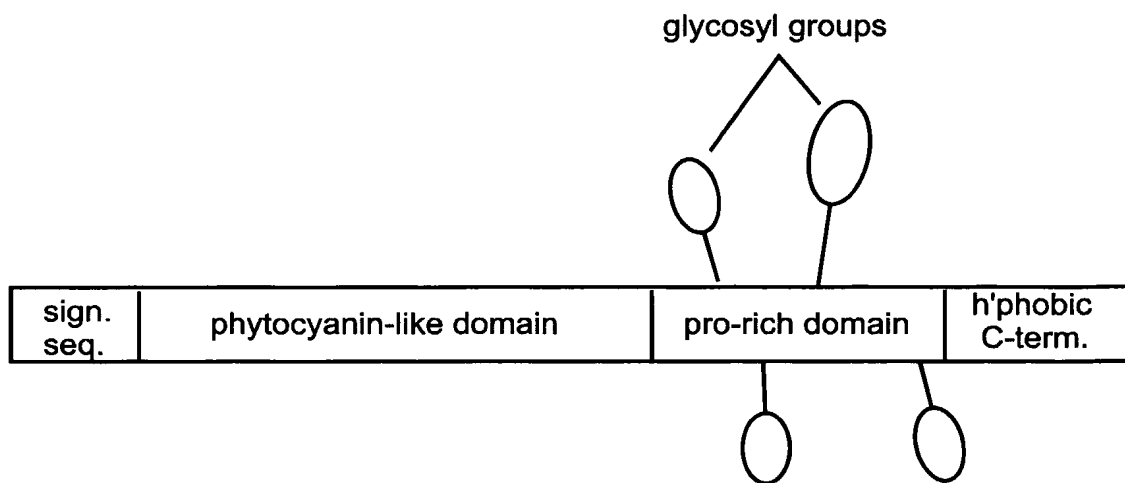 glycosyl groups
sign.
seq.
phytocyanin-like domain
pro-rich domain
h'phobic
C-term.